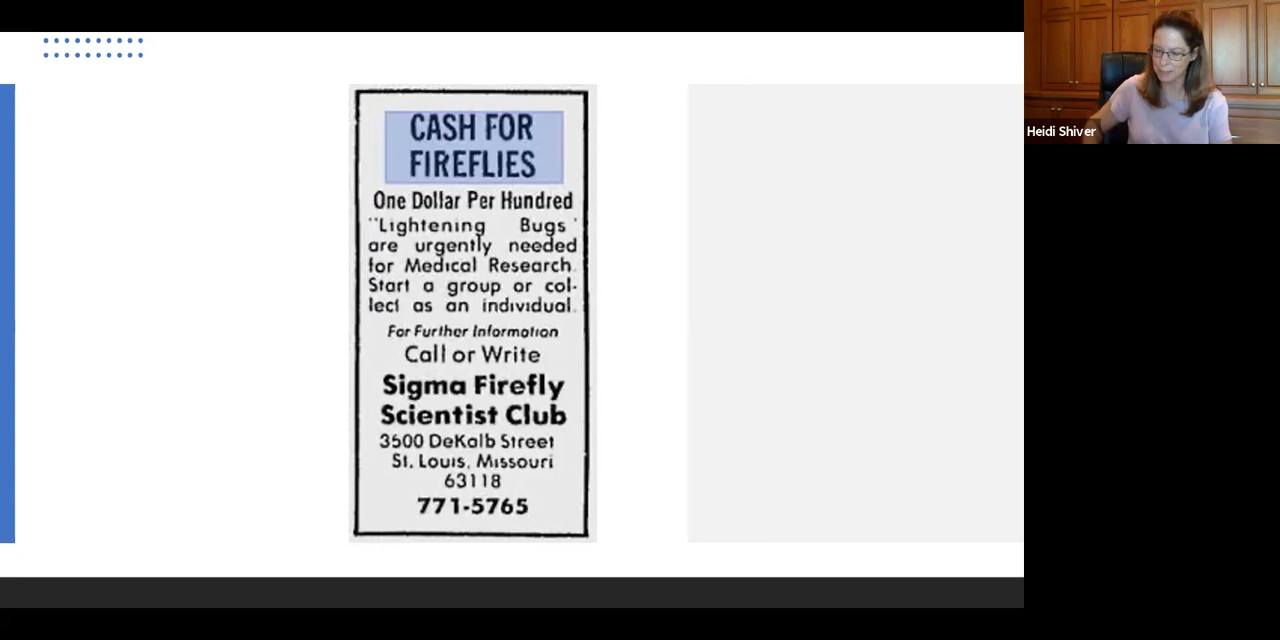 CASH FOR
FIREFLIES
One Dollar Per Hundred
"Lightening Bugs'
are urgently needed
for Medical Research.
Start a group or col-
lect as an individual.
For Further Information
Call or Write
Sigma Firefly
Scientist Club
3500 DeKalb Street
St. Louis, Missouri
63118
771-5765
Heidi Shiver